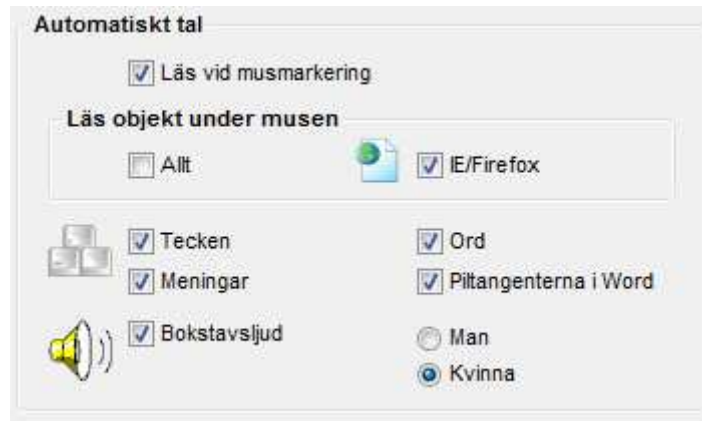 Automatiskt tal
Läs vid musmarkering
Läs objekt under musen
Allt
IE/Firefox
Tecken
Ord
Meningar
Piltangenterna i Word
Bokstavsljud
Man
Kvinna